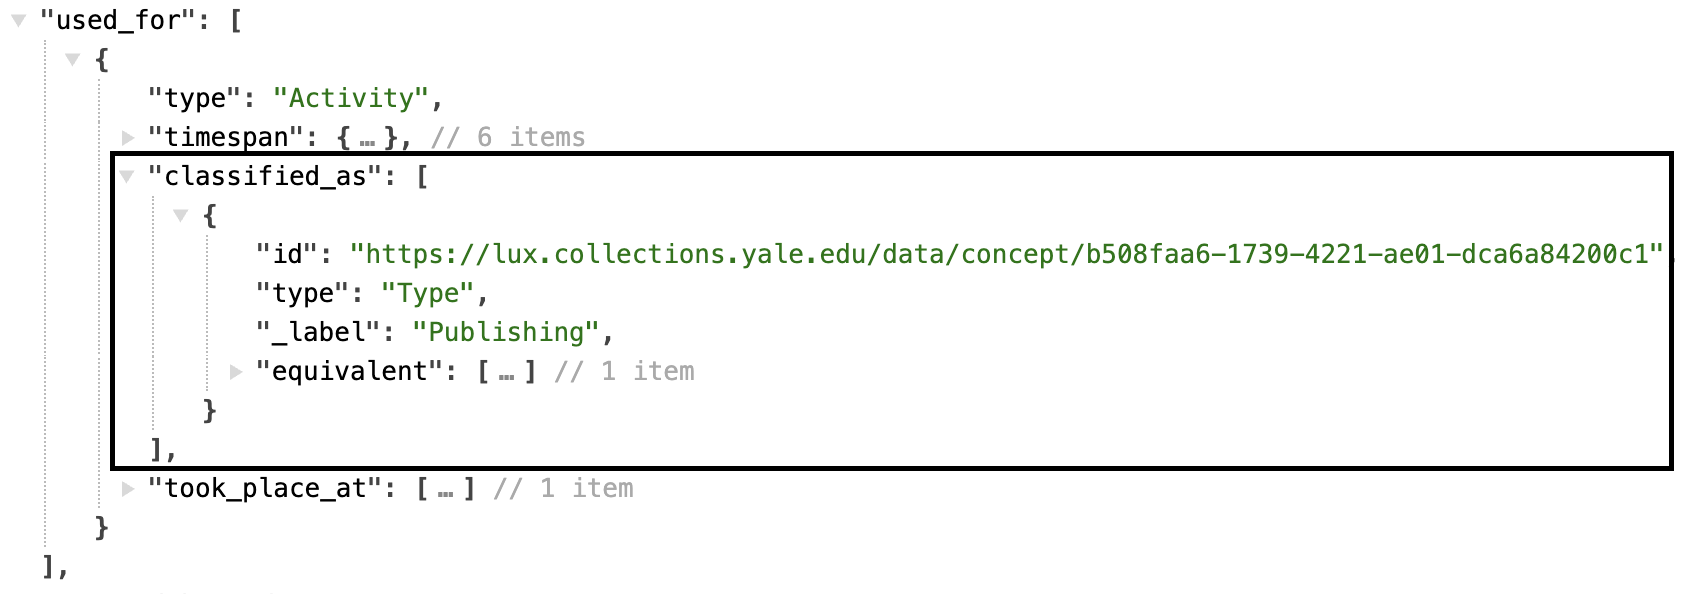 "used_for": [
{
"type": "Activity",
"timespan": { … }, // 6 items
"classified_as": [
{
"id": "https://lux.collections.yale.edu/data/concept/b508faa6-1739-4221-ae01-dca6a84200c1"
"type": "Type",
"_label": "Publishing",
"equivalent": [ … ] // 1 item
}
],
"took_place_at": [ … ] // 1 item
}
],